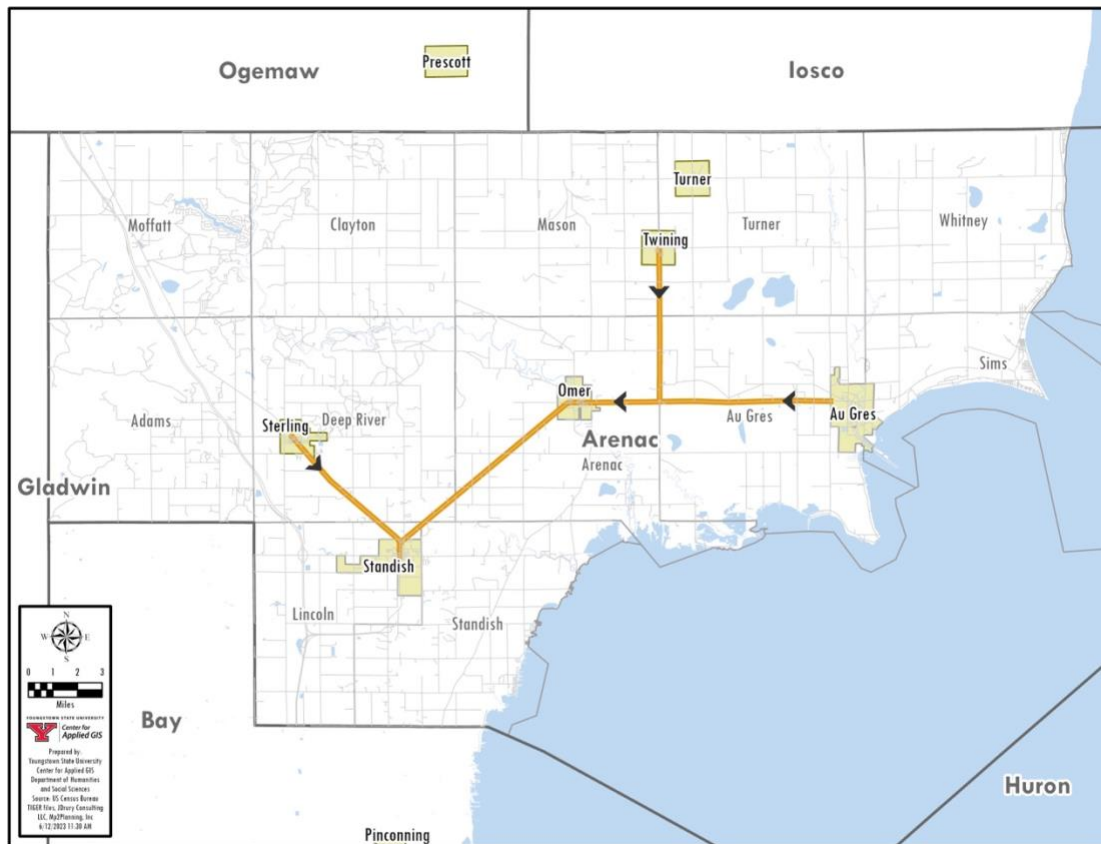 Prescott
Ogemaw
Iosco
Turner
Moffatt
Clayton
Mason
Turner
Whitney
Twining
Sims
Omer
Adams
Deep River
Sterling
Au Gres
Au Gres
Arenac
Arenac
Gladwin
Standish
Lincoln
Standish
N
W E
S
0 1 2 3
Miles
YOUNGSTOWN STATE UNIVERSITY
Y Center for
Applied GIS
Prepared by:
Youngstown State University
Center for Applied GIS
Department of Humanities
and Social Sciences
Source: US Census Bureau
TIGER Files, JDrury Consulting
LLC, Mp2Planning, Inc
6/12/2023 11:30 AM
Bay
Huron
Pinconning